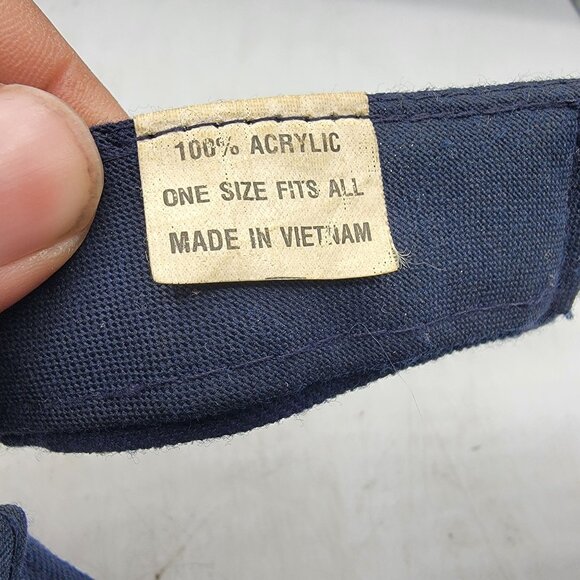 100% ACRYLIC
ONE SIZE FITS ALL
MADE IN VIETNAM